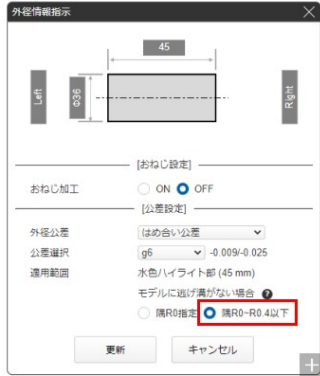 外径情報指示
45
Left
Φ36
Right
[おねじ設定]
おねじ加工 ON OFF
[公差設定]
外径公差 はめ合い公差
公差選択 g6 -0.009/-0.025
適用範囲 水色ハイライト部 (45 mm)
モデルに逃げ溝がない場合 ?
隅R0指定 隅R0~R0.4以下
更新 キャンセル